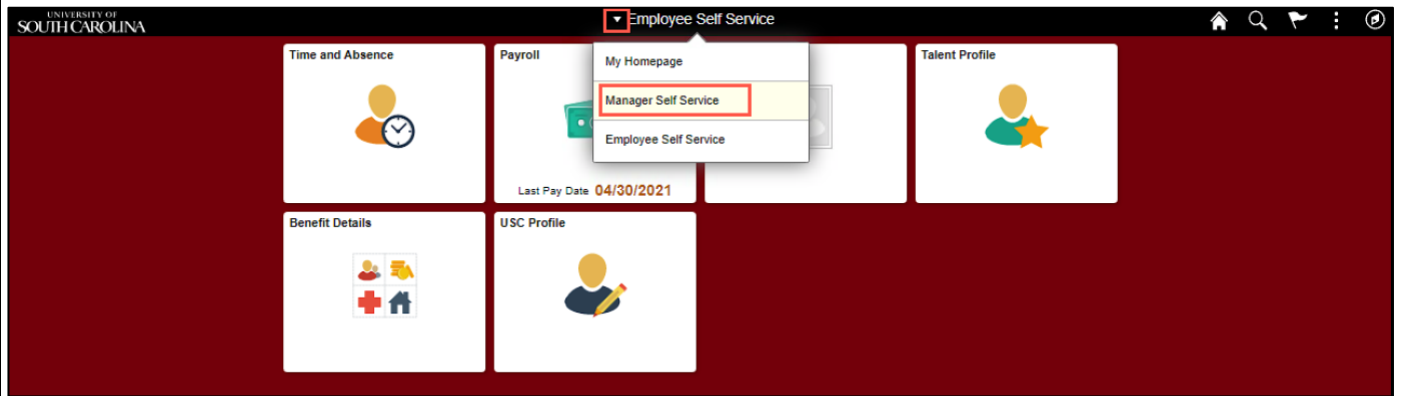 UNIVERSITY OF
SOUTH CAROLINA
Employee Self Service
Time and Absence
Payroll
My Homepage
Manager Self Service
Employee Self Service
Talent Profile
Last Pay Date 04/30/2021
Benefit Details
USC Profile